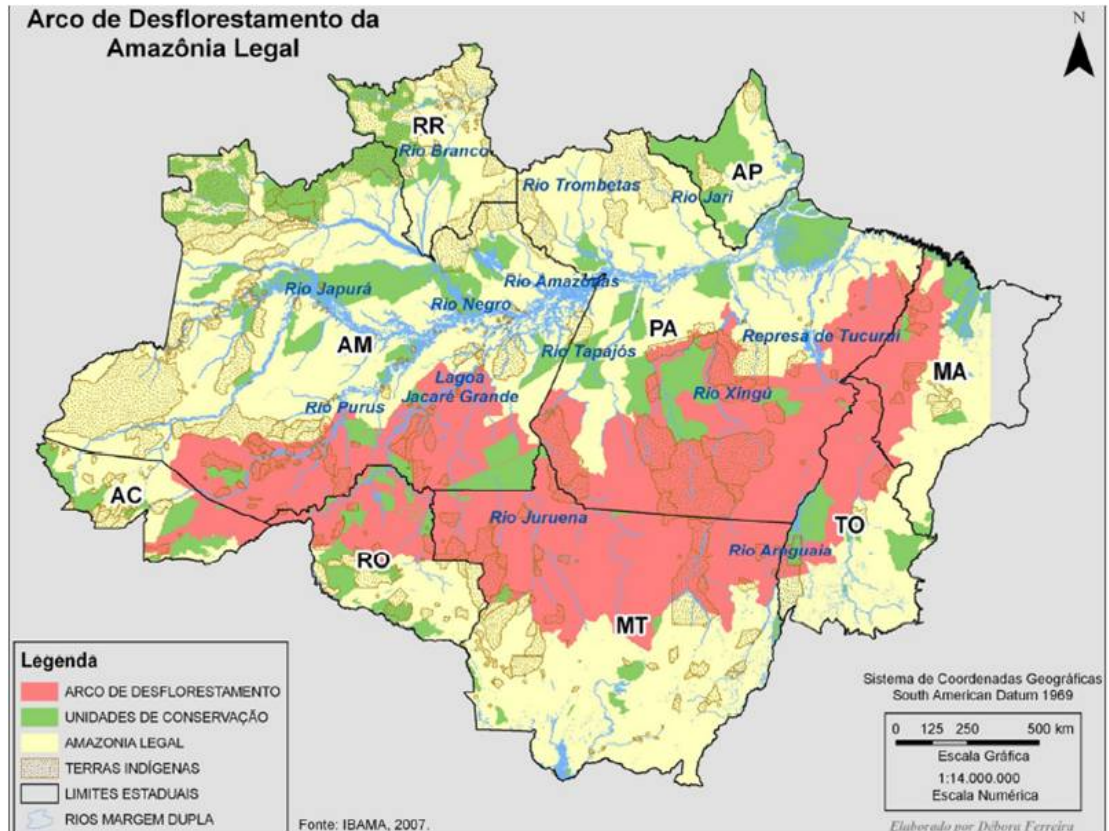 Arco de Desflorestamento da
Amazônia Legal
N
RR
Rio Branco
AP
Rio Trombetas
Rio Jari
Rio Japurá
Rio Amazonas
Rio Negro
AM
PA
Rio Tapajós
Represa de Tucuruí
MA
Lagoa
Jacaré Grande
Rio Xingú
Rio Purus
AC
Rio Juruena
TO
RO
Rio Araguaia
MT
Legenda
ARCO DE DESFLORESTAMENTO
UNIDADES DE CONSERVAÇÃO
AMAZONIA LEGAL
TERRAS INDÍGENAS
LIMITES ESTADUAIS
RIOS MARGEM DUPLA
Fonte: IBAMA, 2007.
Sistema de Coordenadas Geográficas
South American Datum 1969
0 125 250 500 km
Escala Gráfica
1:14.000.000
Escala Numérica
Elaborado por Débora Ferreira